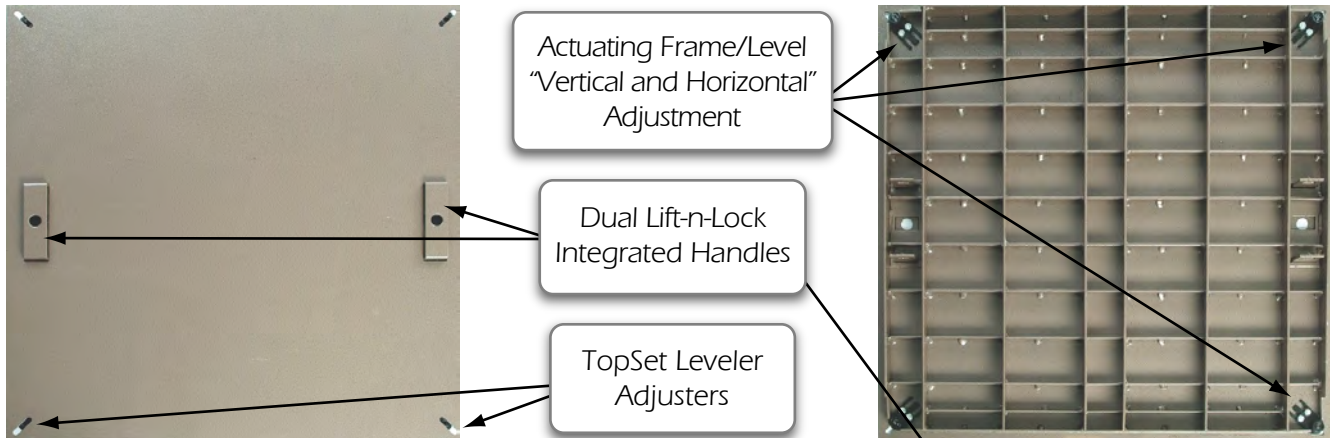 Actuating Frame/Level
“Vertical and Horizontal”
Adjustment
Dual Lift-n-Lock
Integrated Handles
TopSet Leveler
Adjusters